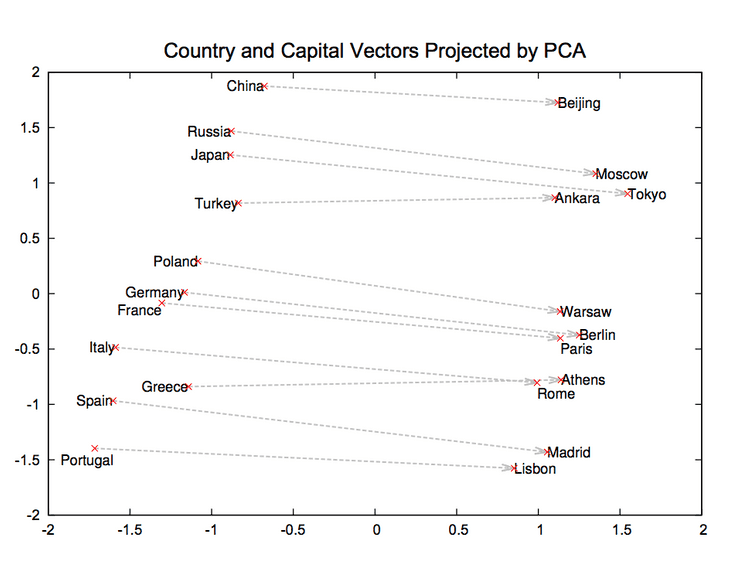 Country and Capital Vectors Projected by PCA
2
China
Beijing
1.5
Russia
Japan
Moscow
1
Tokyo
Turkey
Ankara
0.5
Poland
0
Germany
France
Warsaw
Berlin
-0.5
Italy
Paris
Greece
Athens
Rome
-1
Spain
Madrid
-1.5
Portugal
Lisbon
-2
-2 -1.5 -1 -0.5 0 0.5 1 1.5 2